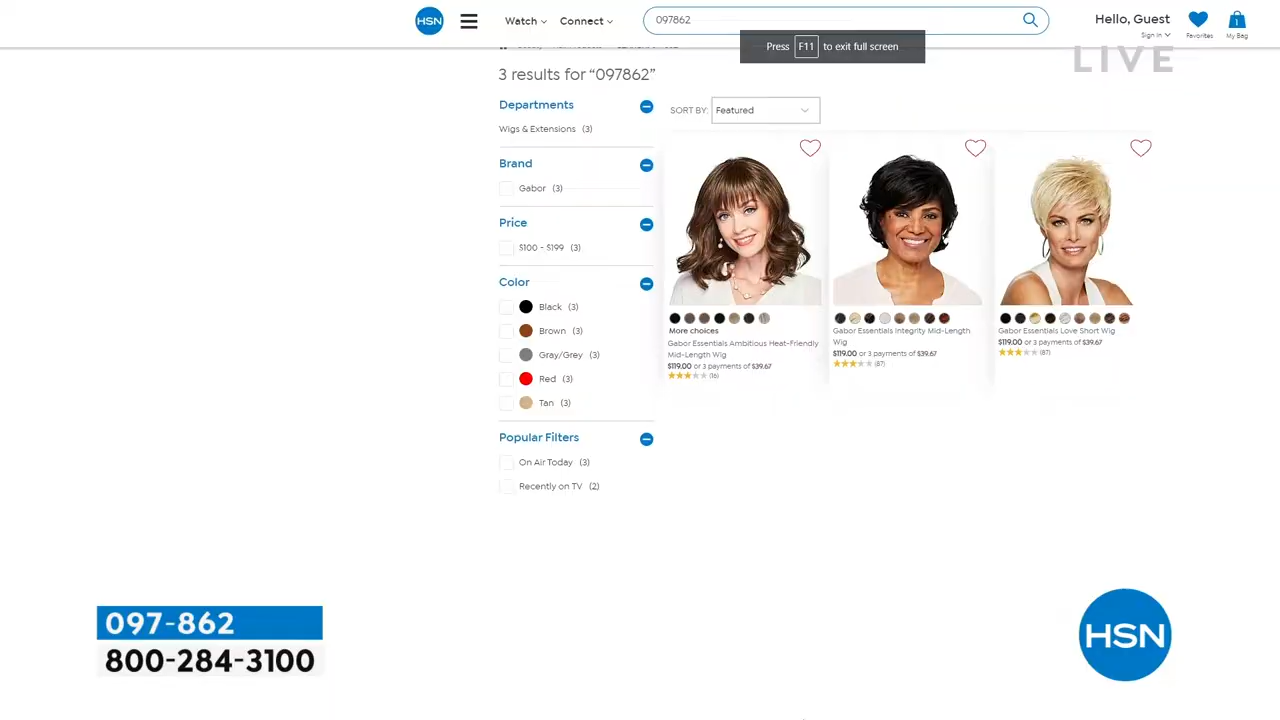 HSN
Watch
Connect
097862
Hello, Guest
Sign In
Favorites
1
My Bag
Press F11 to exit full screen
LIVE
3 results for “097862”
Departments
Wigs & Extensions (3)
Brand
Gabor (3)
Price
$100 - $199 (3)
Color
Black (3)
Brown (3)
Gray/Grey (3)
Red (3)
Tan (3)
Popular Filters
On Air Today (3)
Recently on TV (2)
SORT BY: Featured
More choices
Gabor Essentials Ambitious Heat-Friendly
Mid-Length Wig
$119.00 or 3 payments of $39.67
(16)
Gabor Essentials Integrity Mid-Length
Wig
$119.00 or 3 payments of $39.67
(87)
Gabor Essentials Love Short Wig
$119.00 or 3 payments of $39.67
(87)
097-862
800-284-3100
HSN